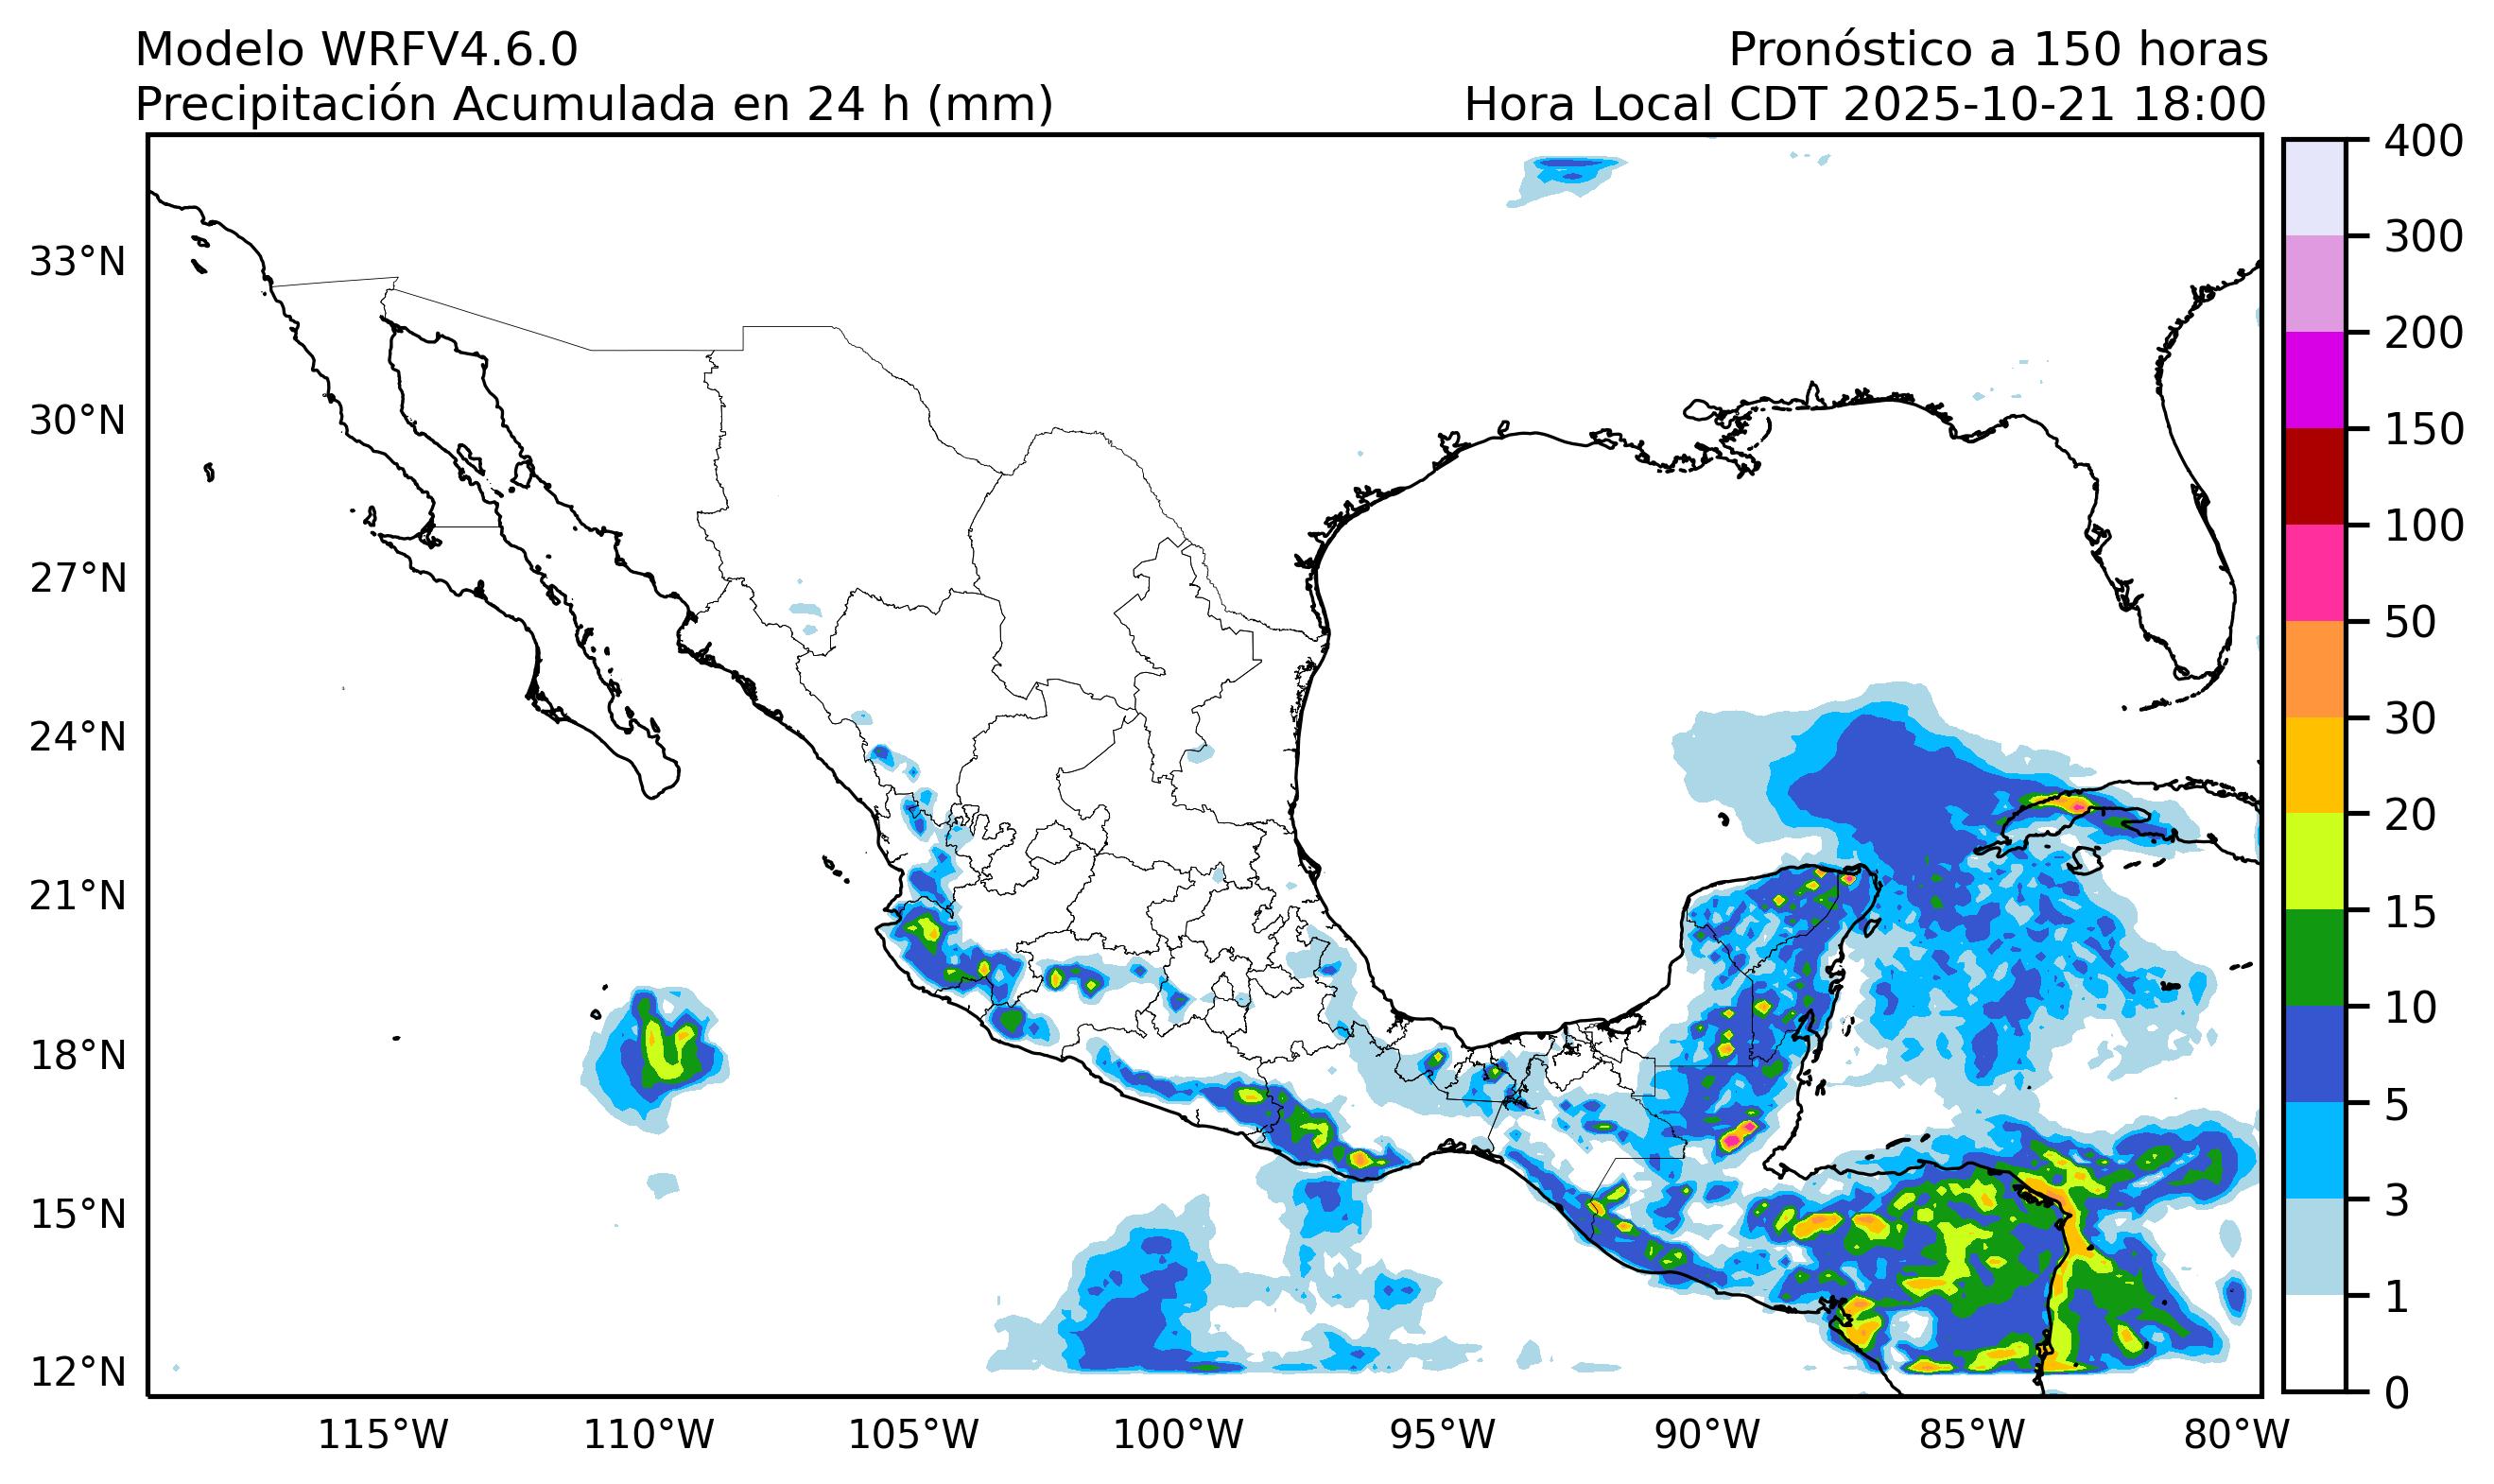 Modelo WRFV4.6.0
Pronóstico a 150 horas
Precipitación Acumulada en 24 h (mm)
Hora Local CDT 2025-10-21 18:00
33°N
30°N
27°N
24°N
21°N
18°N
15°N
12°N
115°W
110°W
105°W
100°W
95°W
90°W
85°W
80°W
400
300
200
150
100
50
30
20
15
10
5
3
1
0